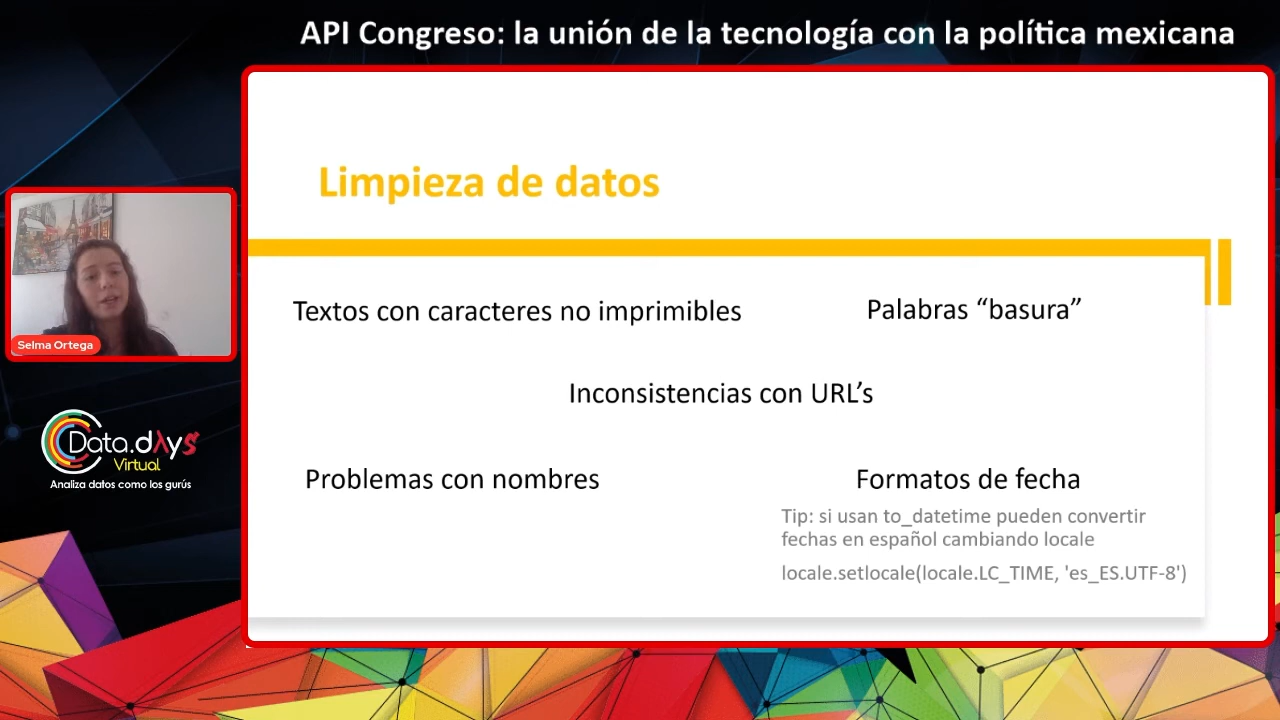 API Congreso: la unión de la tecnología con la política mexicana
Limpieza de datos
Textos con caracteres no imprimibles
Palabras “basura”
Inconsistencias con URL’s
Problemas con nombres
Formatos de fecha
Tip: si usan to_datetime pueden convertir
fechas en español cambiando locale
locale.setlocale(locale.LC_TIME, 'es_ES.UTF-8')
Selma Ortega
Data.dAys
Virtual
Analiza datos como los gurús